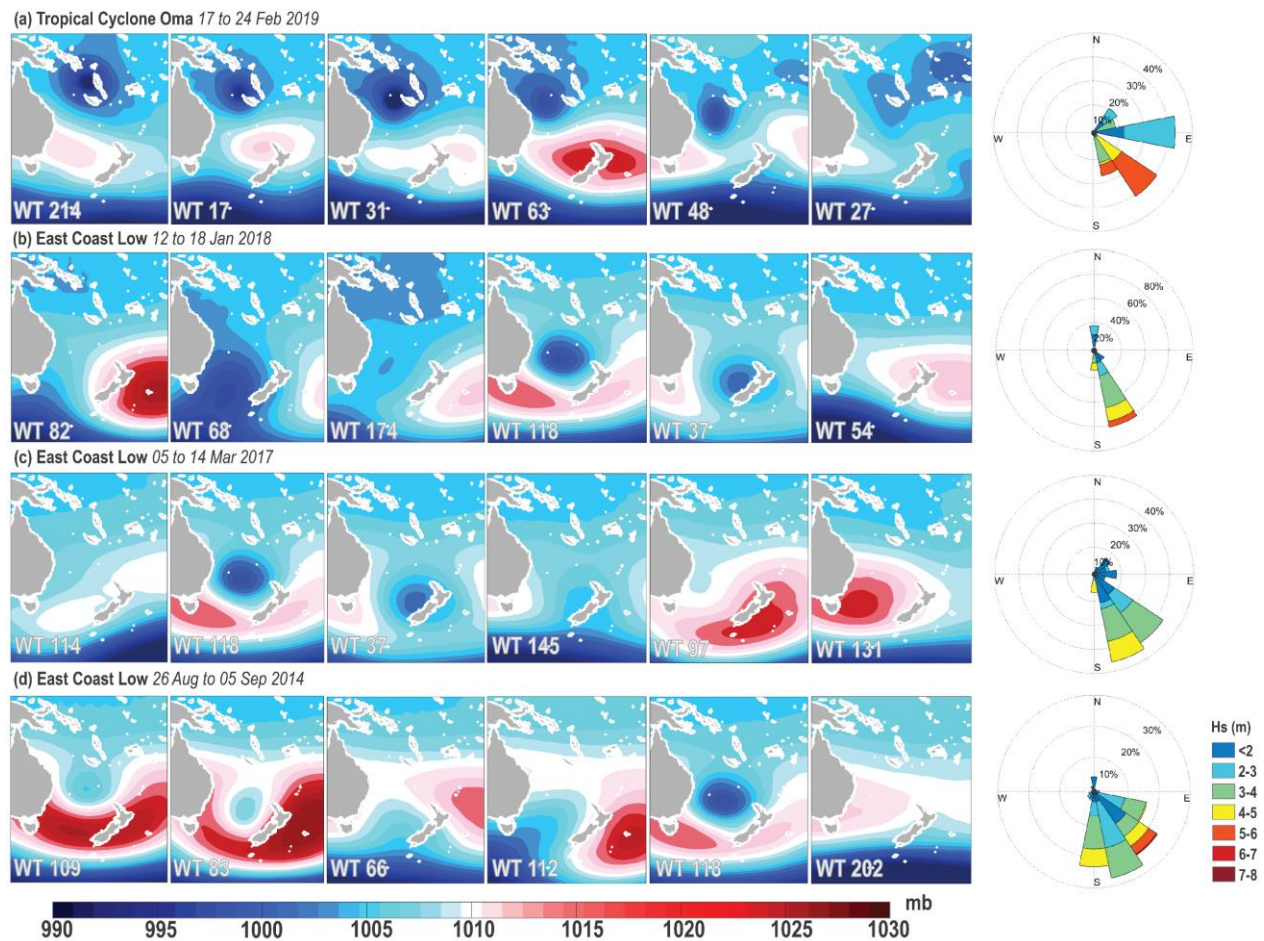 (a) Tropical Cyclone Oma 17 to 24 Feb 2019
WT 214
WT 17
WT 31
WT 63
WT 48
WT 27
N
40%
30%
20%
10%
W
E
S
(b) East Coast Low 12 to 18 Jan 2018
WT 82
WT 68
WT 174
WT 118
WT 37
WT 54
N
80%
60%
40%
20%
W
E
S
(c) East Coast Low 05 to 14 Mar 2017
WT 114
WT 118
WT 37
WT 145
WT 97
WT 131
N
40%
30%
20%
10%
W
E
S
(d) East Coast Low 26 Aug to 05 Sep 2014
WT 109
WT 83
WT 66
WT 112
WT 118
WT 202
N
30%
20%
10%
W
E
S
Hs (m)
<2
2-3
3-4
4-5
5-6
6-7
7-8
mb
990 995 1000 1005 1010 1015 1020 1025 1030